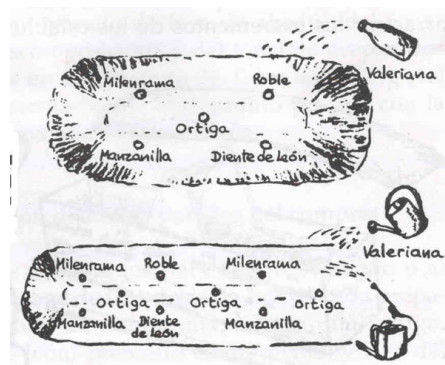 Valeriana
Milenrama Roble
Ortiga
Manzanilla Diente de León
Valeriana
Milenrama Roble Milenrama
Ortiga Ortiga Ortiga
Manzanilla Diente de León Manzanilla